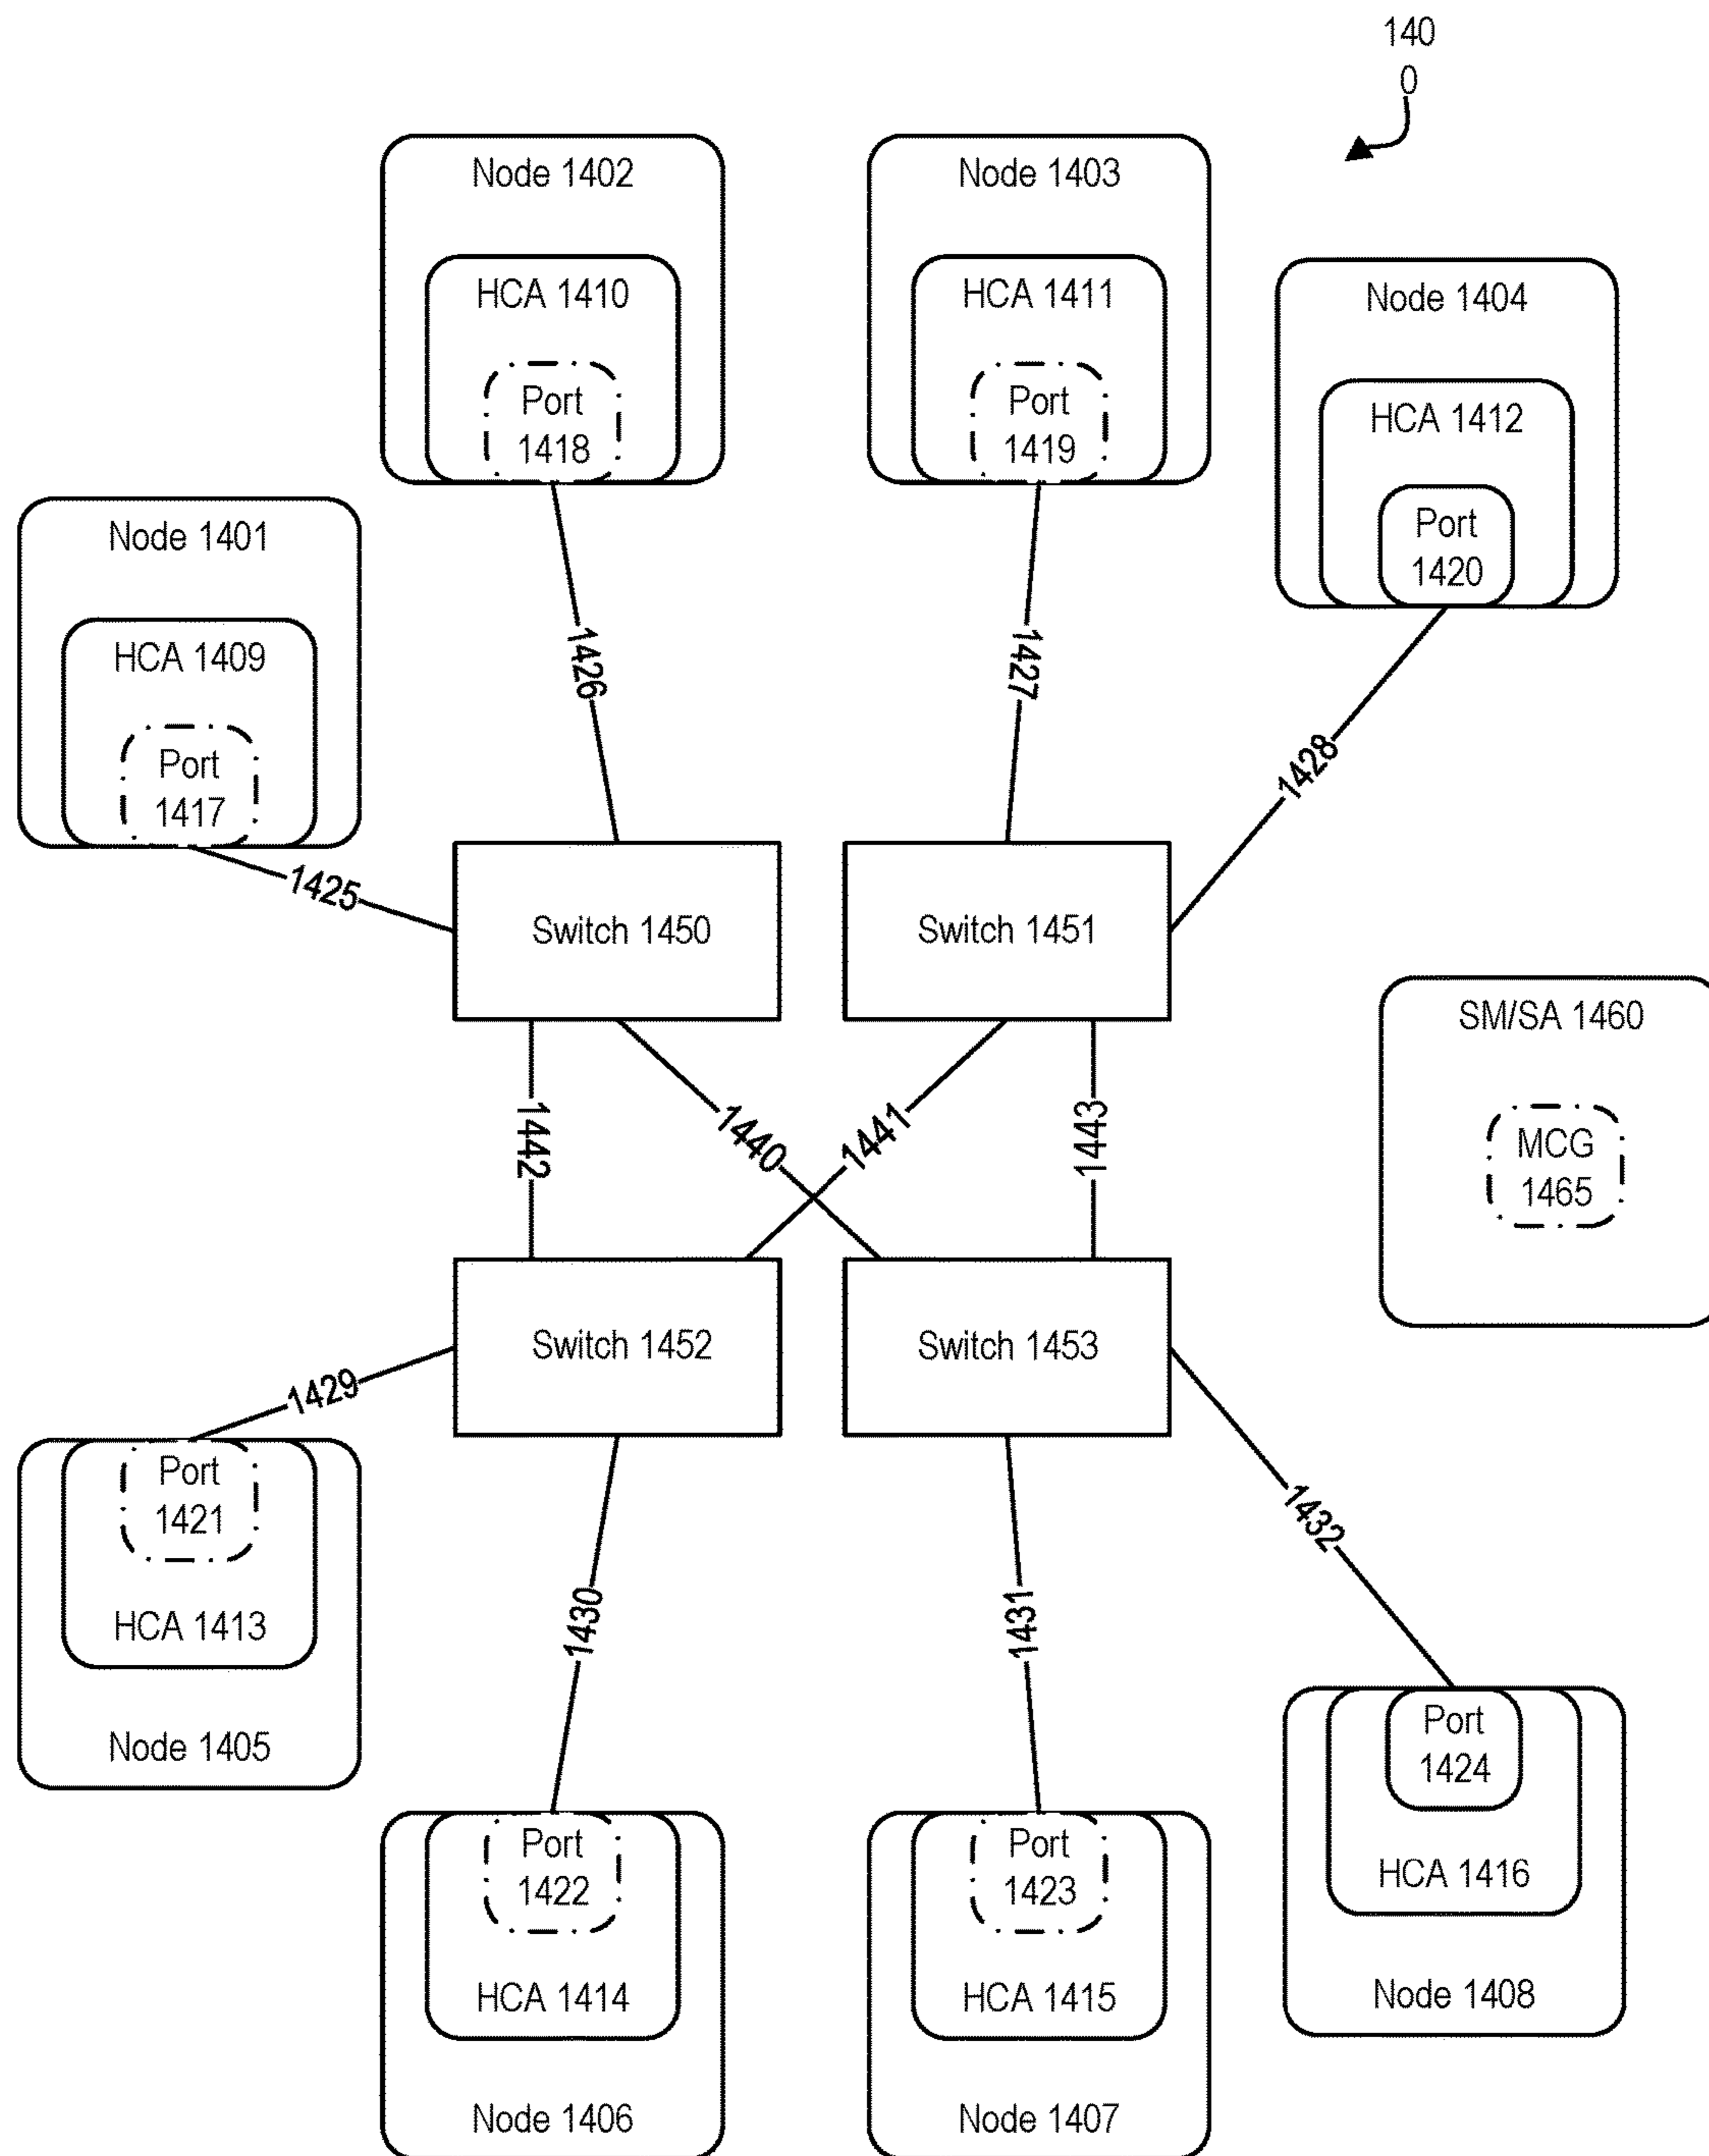 140
0
Node 1402
HCA 1410
Port
1418
Node 1403
HCA 1411
Port
1419
Node 1404
HCA 1412
Port
1420
Node 1401
HCA 1409
Port
1417
1426
1427
1428
1425
Switch 1450
Switch 1451
SM/SA 1460
MCG
1465
1442
1440
1441
1443
Switch 1452
Switch 1453
1429
1430
1431
1432
Port
1421
HCA 1413
Node 1405
Port
1422
HCA 1414
Node 1406
Port
1423
HCA 1415
Node 1407
Port
1424
HCA 1416
Node 1408